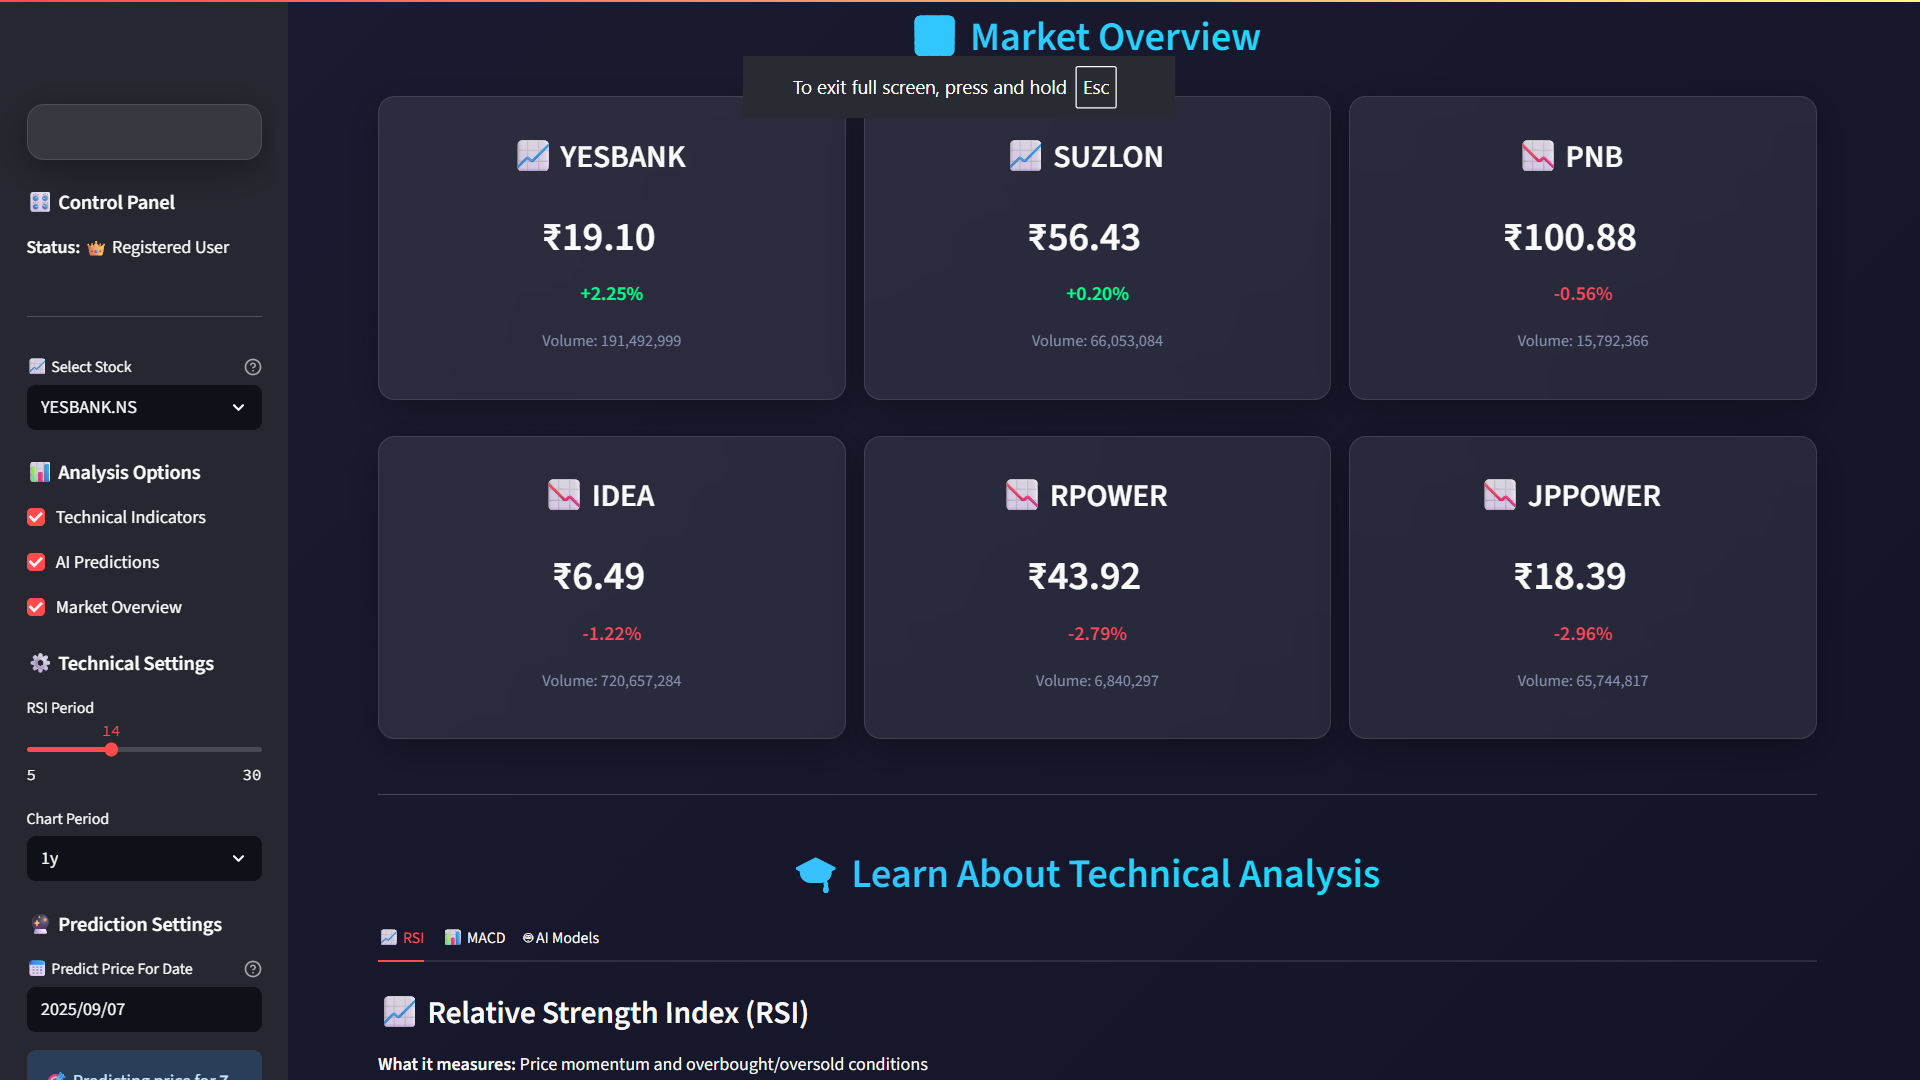 Control Panel
Status: Registered User
Select Stock
YESBANK.NS
Analysis Options
Technical Indicators
AI Predictions
Market Overview
Technical Settings
RSI Period
14
5 30
Chart Period
1y
Prediction Settings
Predict Price For Date
2025/09/07
Predicting price for 7
Market Overview
To exit full screen, press and hold Esc
YESBANK
₹19.10
+2.25%
Volume: 191,492,999
SUZLON
₹56.43
+0.20%
Volume: 66,053,084
PNB
₹100.88
-0.56%
Volume: 15,792,366
IDEA
₹6.49
-1.22%
Volume: 720,657,284
RPOWER
₹43.92
-2.79%
Volume: 6,840,297
JPPOWER
₹18.39
-2.96%
Volume: 65,744,817
Learn About Technical Analysis
RSI MACD AI Models
Relative Strength Index (RSI)
What it measures: Price momentum and overbought/oversold conditions